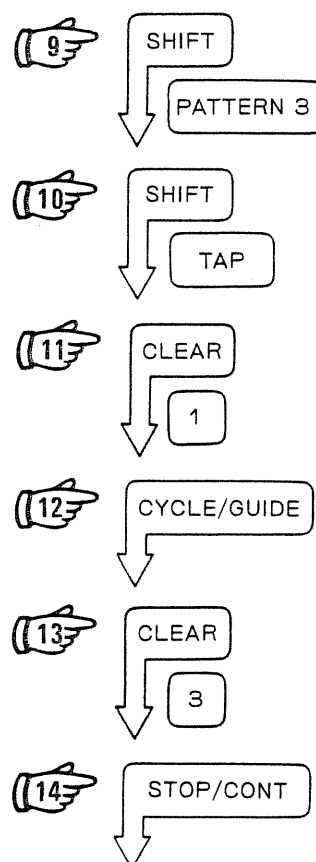 9 SHIFT
PATTERN 3
10 SHIFT
TAP
11 CLEAR
1
12 CYCLE/GUIDE
13 CLEAR
3
14 STOP/CONT